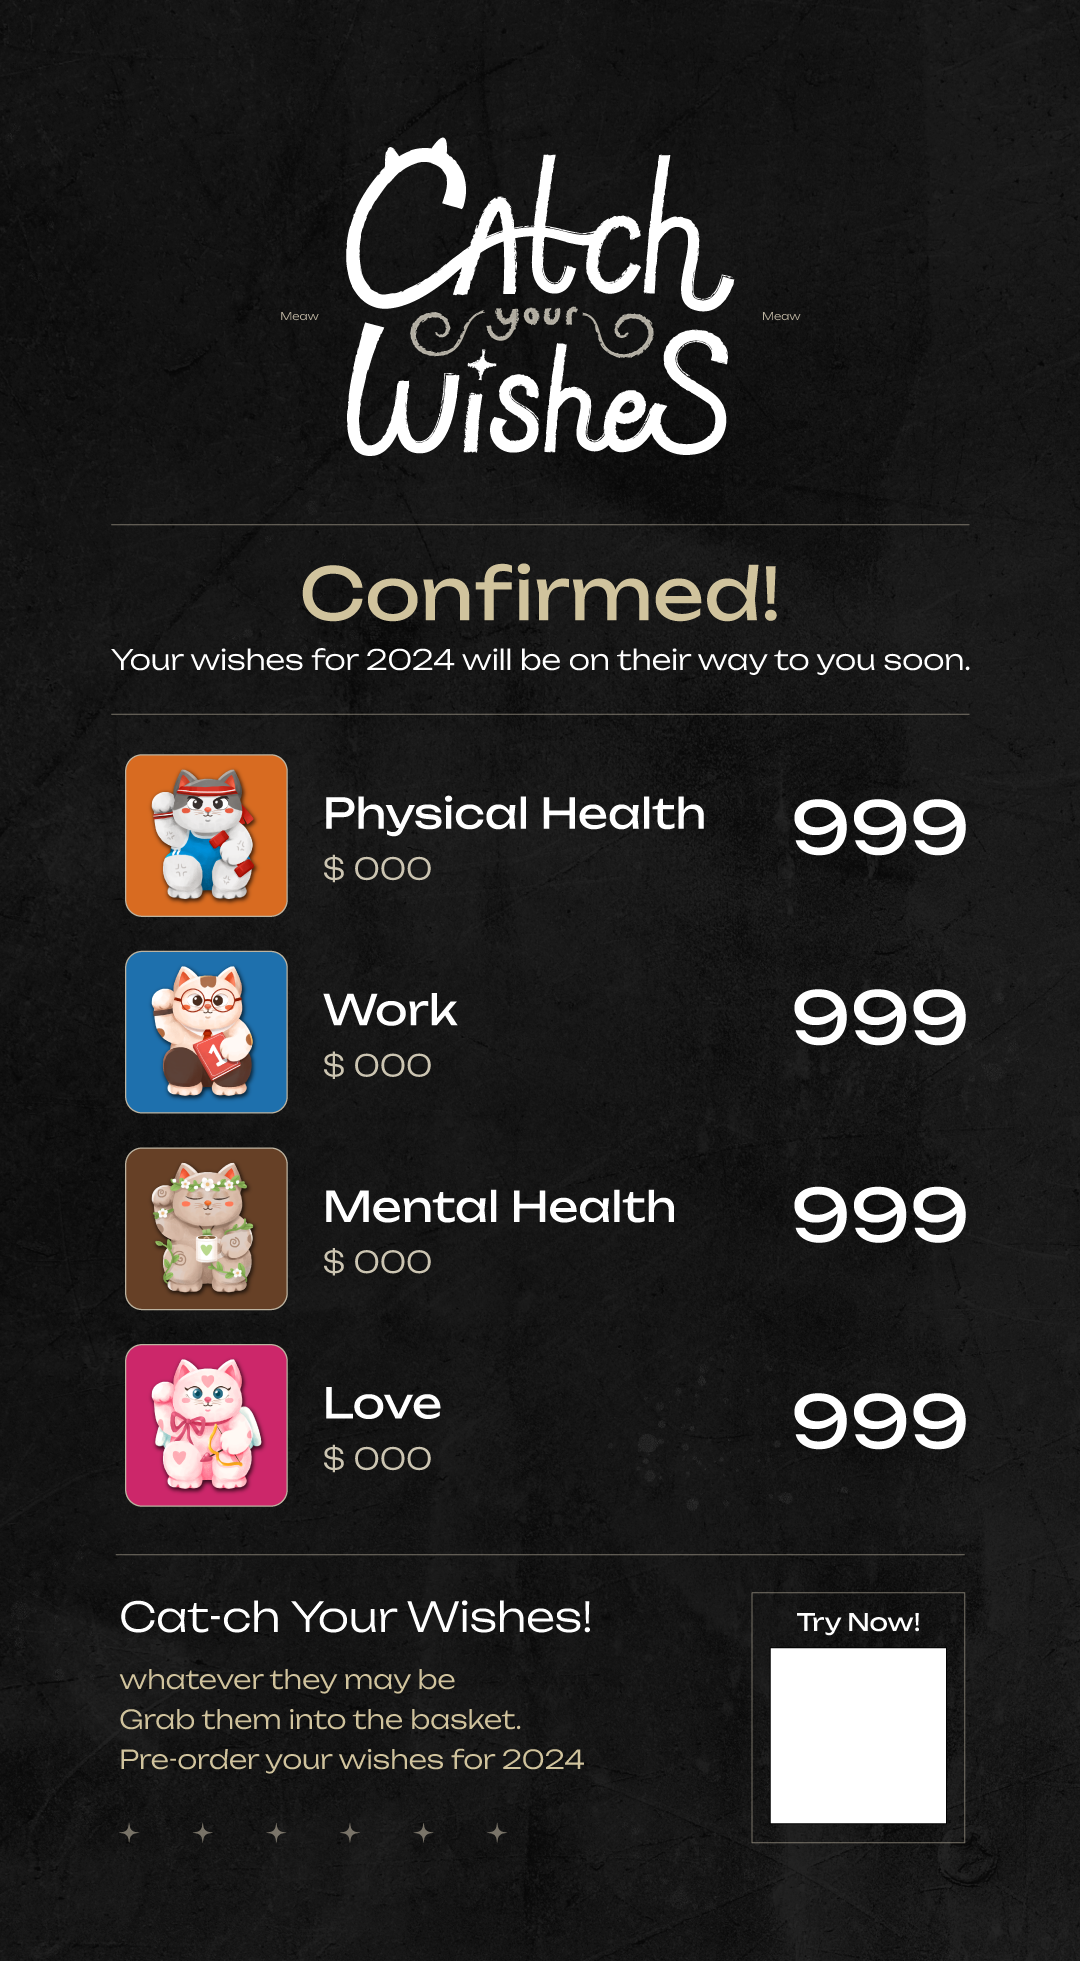 Catch
Meaw
your
Meaw
Wishes
Confirmed!
Your wishes for 2024 will be on their way to you soon.
Physical Health
$ 000
999
Work
$ 000
999
1
Mental Health
$ 000
999
Love
$ 000
999
Cat-ch Your Wishes!
whatever they may be
Grab them into the basket.
Pre-order your wishes for 2024
Try Now!